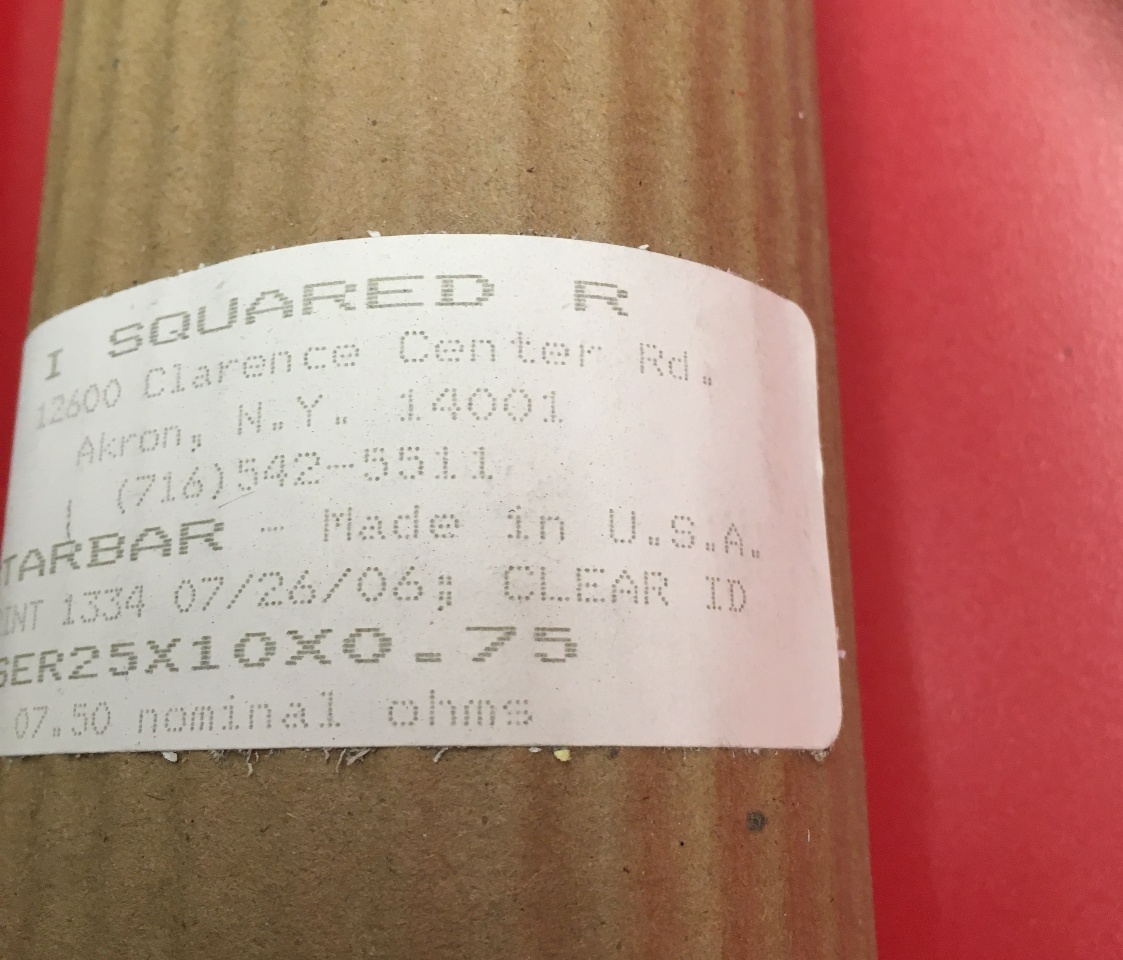 I SQUARED R
12600 Clarence Center Rd.
Akron, N.Y. 14001
(716)542-5511
TARBAR - Made in U.S.A.
INT 1334 07/26/06; CLEAR ID
SER25X10X0.75
07.50 nominal ohms